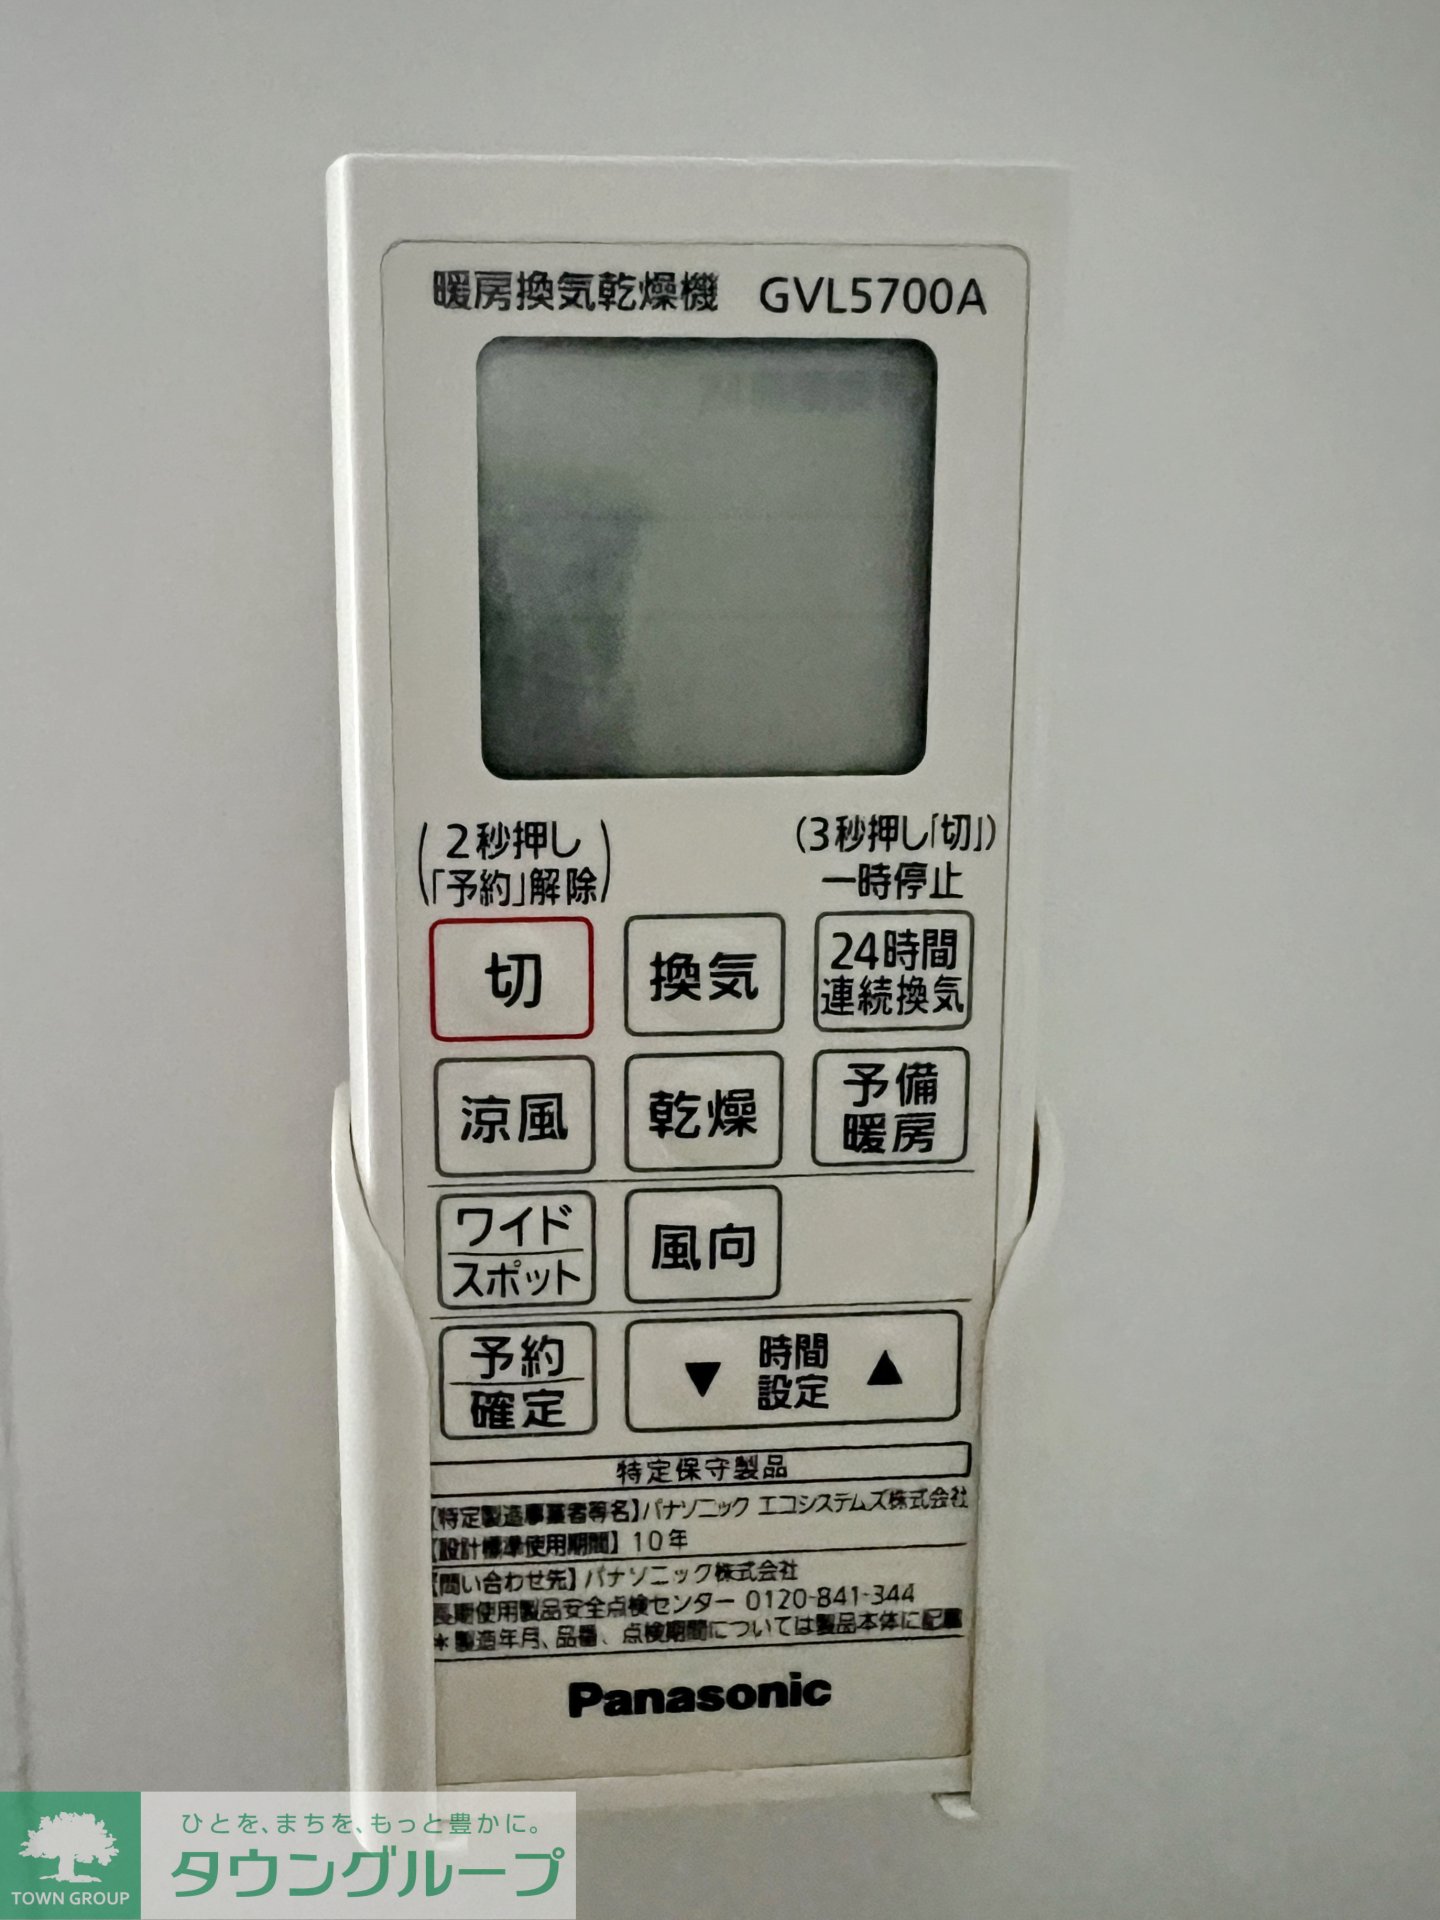 暖房換気乾燥機 GVL5700A
(2秒押し「予約」解除)
(3秒押し「切」)
一時停止
切
換気
24時間
連続換気
涼風
乾燥
予備
暖房
ワイド
スポット
風向
予約
確定
▼ 時間設定 ▲
特定保守製品
【特定製造事業者等名】パナソニック エコシステムズ株式会社
【設計標準使用期間】10年
【問い合わせ先】パナソニック株式会社
長期使用製品安全点検センター 0120-841-344
*製造年月、品番、点検期間については製品本体に記載
Panasonic
ひとを、まちを、もっと豊かに。
タウングループ
TOWN GROUP